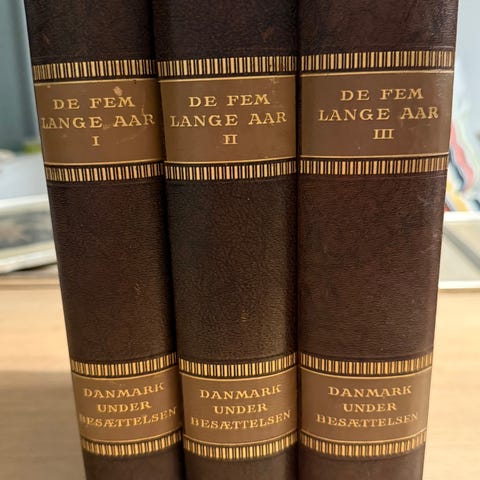 DE FEM
LANGE AAR
I
DANMARK
UNDER
BESÆTTELSEN
DE FEM
LANGE AAR
II
DANMARK
UNDER
BESÆTTELSEN
DE FEM
LANGE AAR
III
DANMARK
UNDER
BESÆTTELSEN